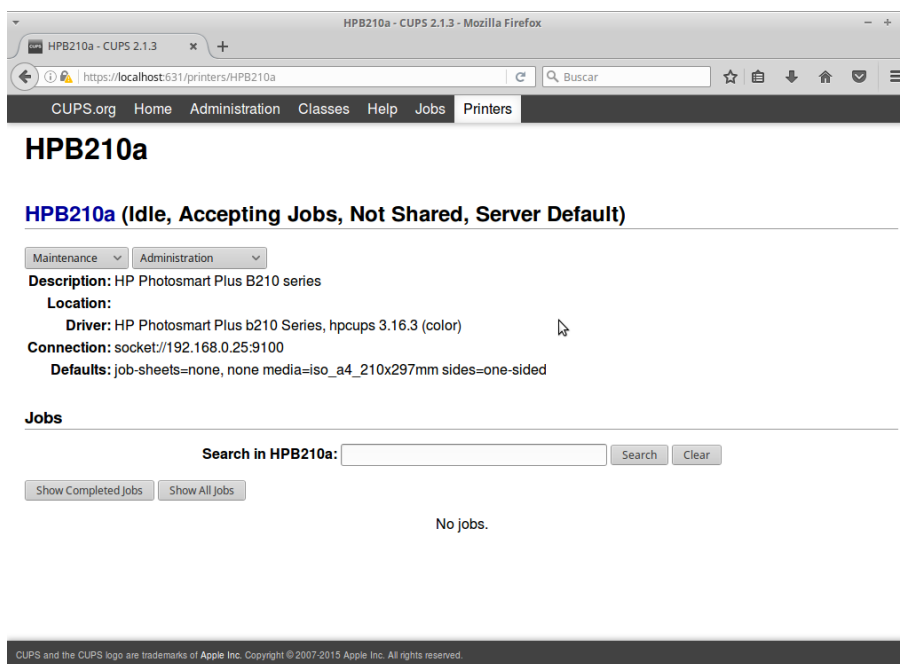 HPB210a - CUPS 2.1.3 - Mozilla Firefox
CUPS HPB210a - CUPS 2.1.3
https://localhost:631/printers/HPB210a Buscar
CUPS.org Home Administration Classes Help Jobs Printers
HPB210a
HPB210a (Idle, Accepting Jobs, Not Shared, Server Default)
Maintenance Administration
Description: HP Photosmart Plus B210 series
Location:
Driver: HP Photosmart Plus b210 Series, hpcups 3.16.3 (color)
Connection: socket://192.168.0.25:9100
Defaults: job-sheets=none, none media=iso_a4_210x297mm sides=one-sided
Jobs
Search in HPB210a: Search Clear
Show Completed Jobs Show All Jobs
No jobs.
CUPS and the CUPS logo are trademarks of Apple Inc. Copyright © 2007-2015 Apple Inc. All rights reserved.